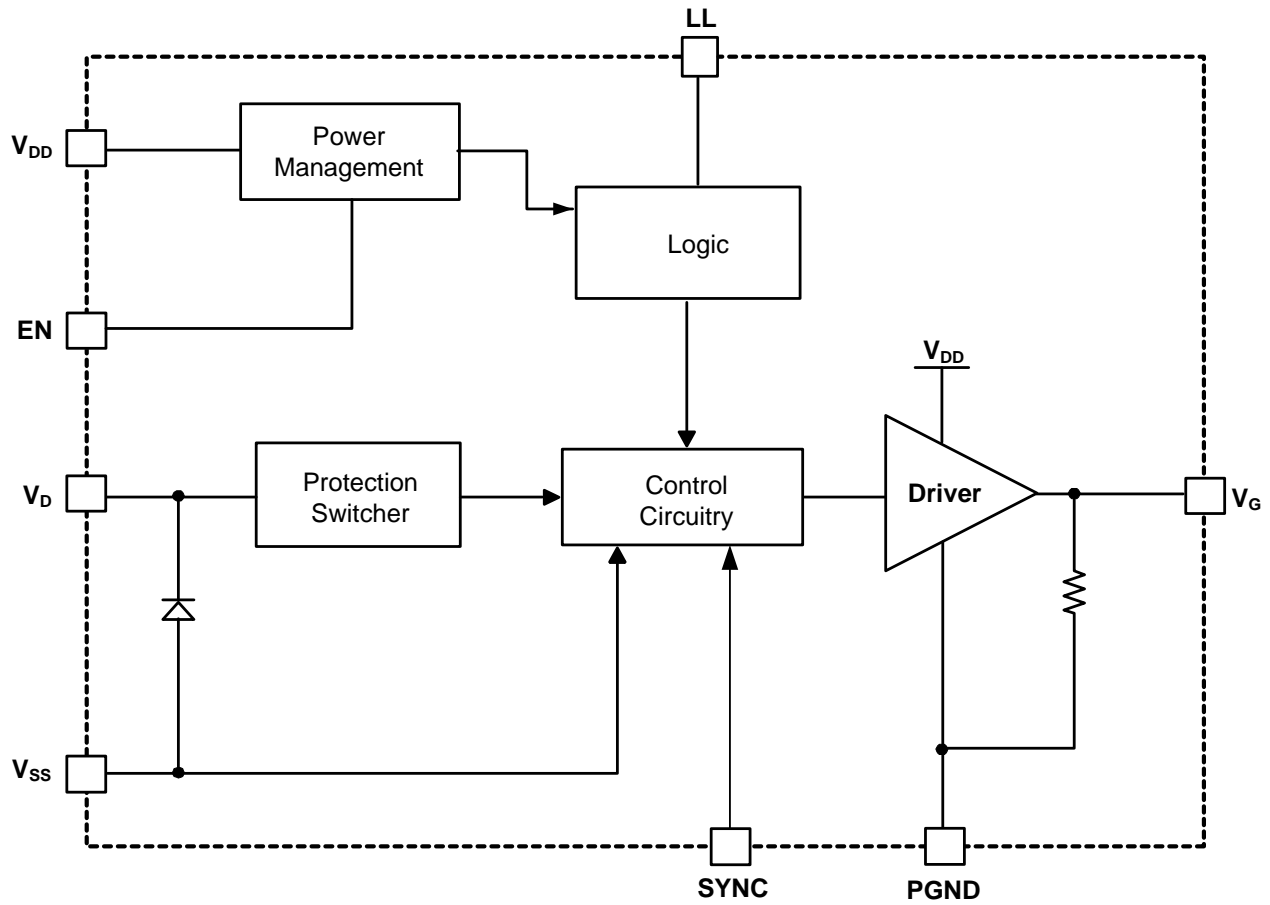 LL
VDD
Power
Management
Logic
EN
VDD
VD
Protection
Switcher
Control
Circuitry
Driver
VG
VSS
SYNC
PGND